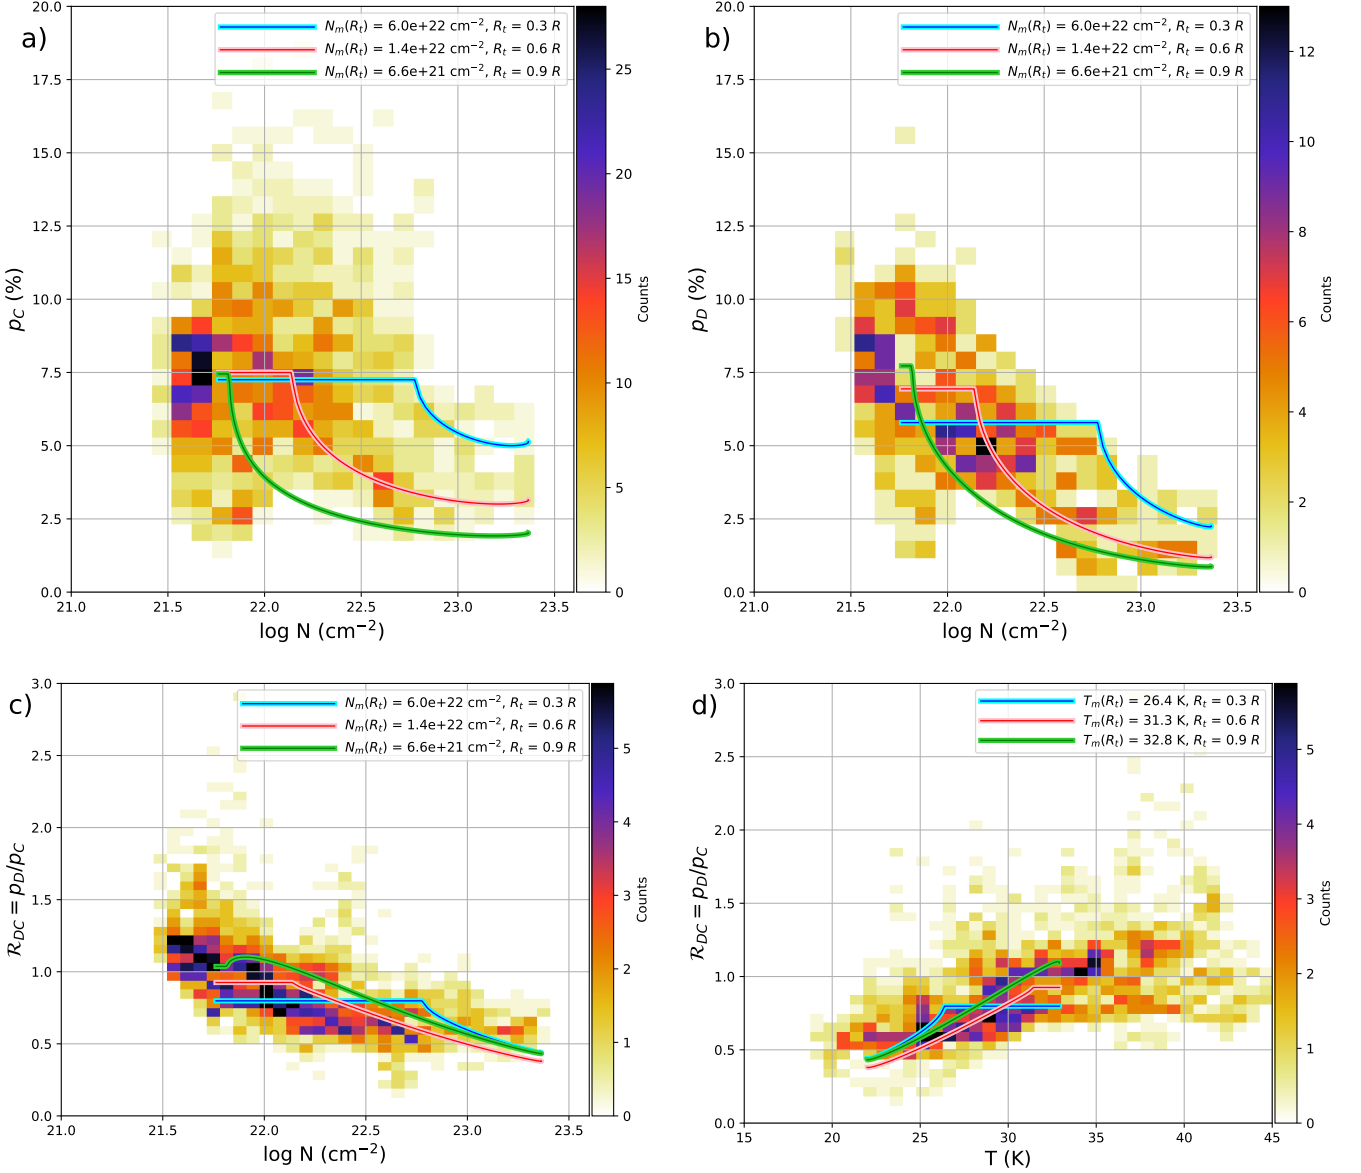 a)
N_m(R_t) = 6.0e+22 cm⁻², R_t = 0.3 R
N_m(R_t) = 1.4e+22 cm⁻², R_t = 0.6 R
N_m(R_t) = 6.6e+21 cm⁻², R_t = 0.9 R
20.0
17.5
15.0
12.5
10.0
7.5
5.0
2.5
0.0
p_C (%)
21.0 21.5 22.0 22.5 23.0 23.5
log N (cm⁻²)
25
20
15
10
5
0
Counts
b)
N_m(R_t) = 6.0e+22 cm⁻², R_t = 0.3 R
N_m(R_t) = 1.4e+22 cm⁻², R_t = 0.6 R
N_m(R_t) = 6.6e+21 cm⁻², R_t = 0.9 R
20.0
17.5
15.0
12.5
10.0
7.5
5.0
2.5
0.0
p_D (%)
21.0 21.5 22.0 22.5 23.0 23.5
log N (cm⁻²)
12
10
8
6
4
2
0
Counts
c)
N_m(R_t) = 6.0e+22 cm⁻², R_t = 0.3 R
N_m(R_t) = 1.4e+22 cm⁻², R_t = 0.6 R
N_m(R_t) = 6.6e+21 cm⁻², R_t = 0.9 R
3.0
2.5
2.0
1.5
1.0
0.5
0.0
ℛ_DC = p_D/p_C
21.0 21.5 22.0 22.5 23.0 23.5
log N (cm⁻²)
5
4
3
2
1
0
Counts
d)
T_m(R_t) = 26.4 K, R_t = 0.3 R
T_m(R_t) = 31.3 K, R_t = 0.6 R
T_m(R_t) = 32.8 K, R_t = 0.9 R
3.0
2.5
2.0
1.5
1.0
0.5
0.0
ℛ_DC = p_D/p_C
15 20 25 30 35 40 45
T (K)
5
4
3
2
1
0
Counts